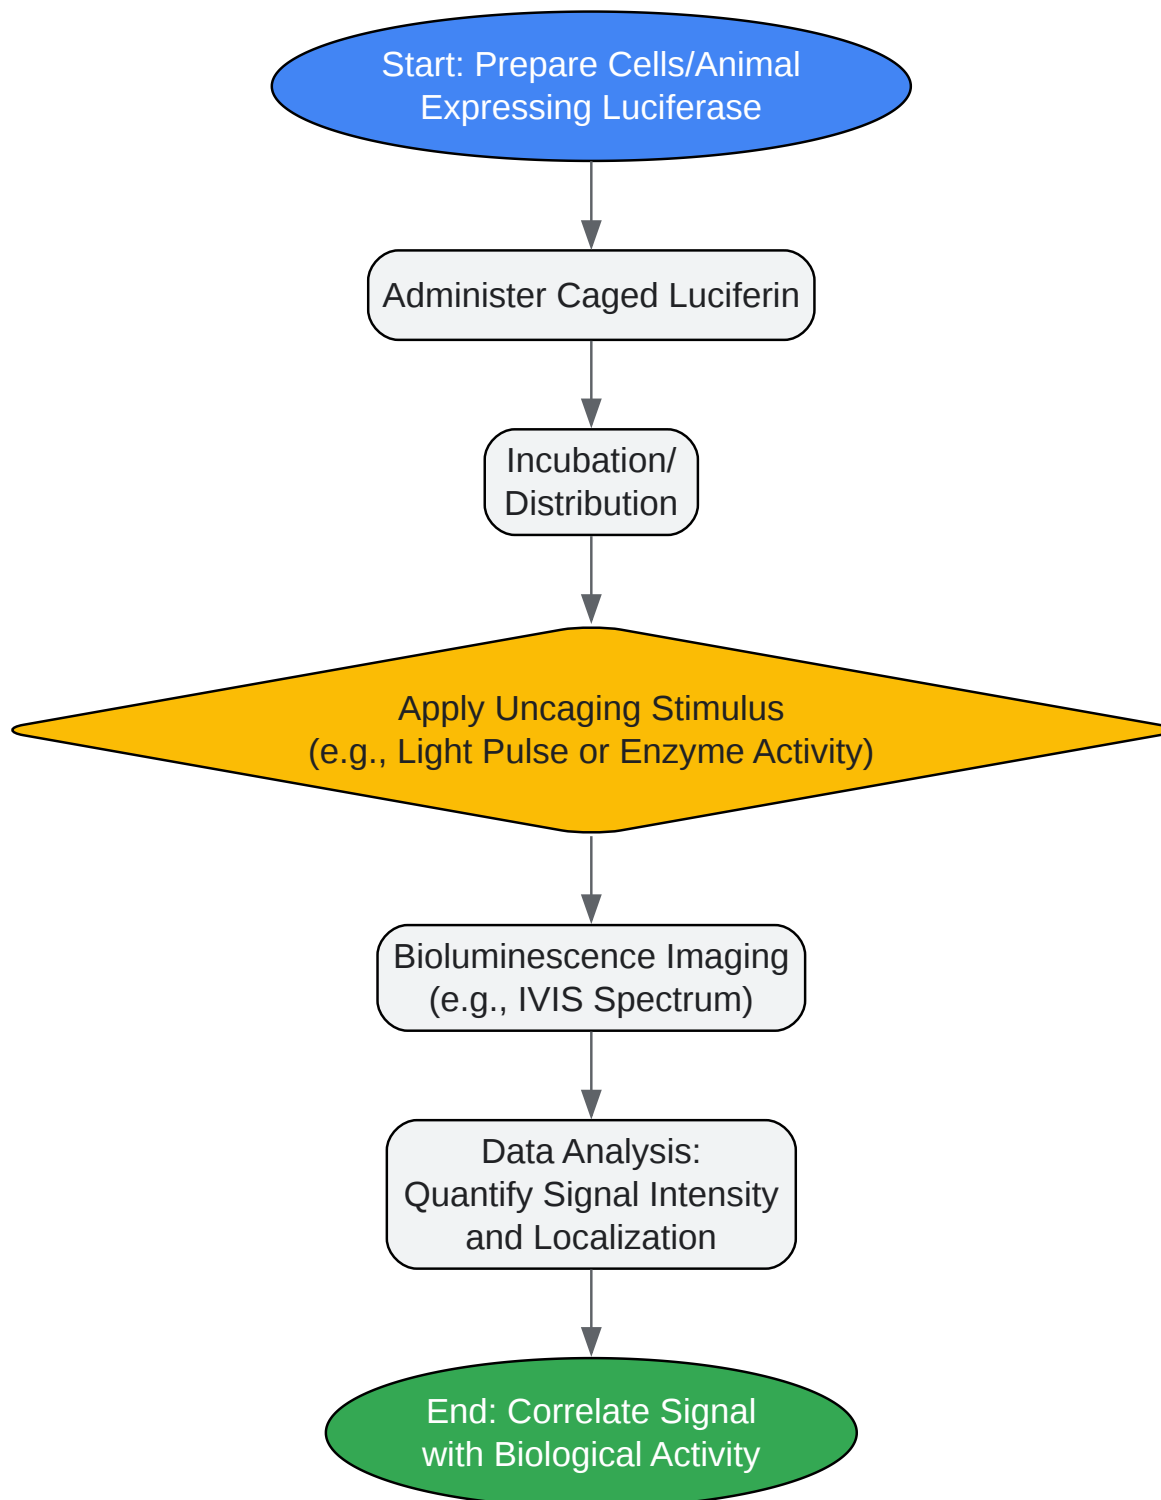 Start: Prepare Cells/Animal
Expressing Luciferase
Administer Caged Luciferin
Incubation/
Distribution
Apply Uncaging Stimulus
(e.g., Light Pulse or Enzyme Activity)
Bioluminescence Imaging
(e.g., IVIS Spectrum)
Data Analysis:
Quantify Signal Intensity
and Localization
End: Correlate Signal
with Biological Activity